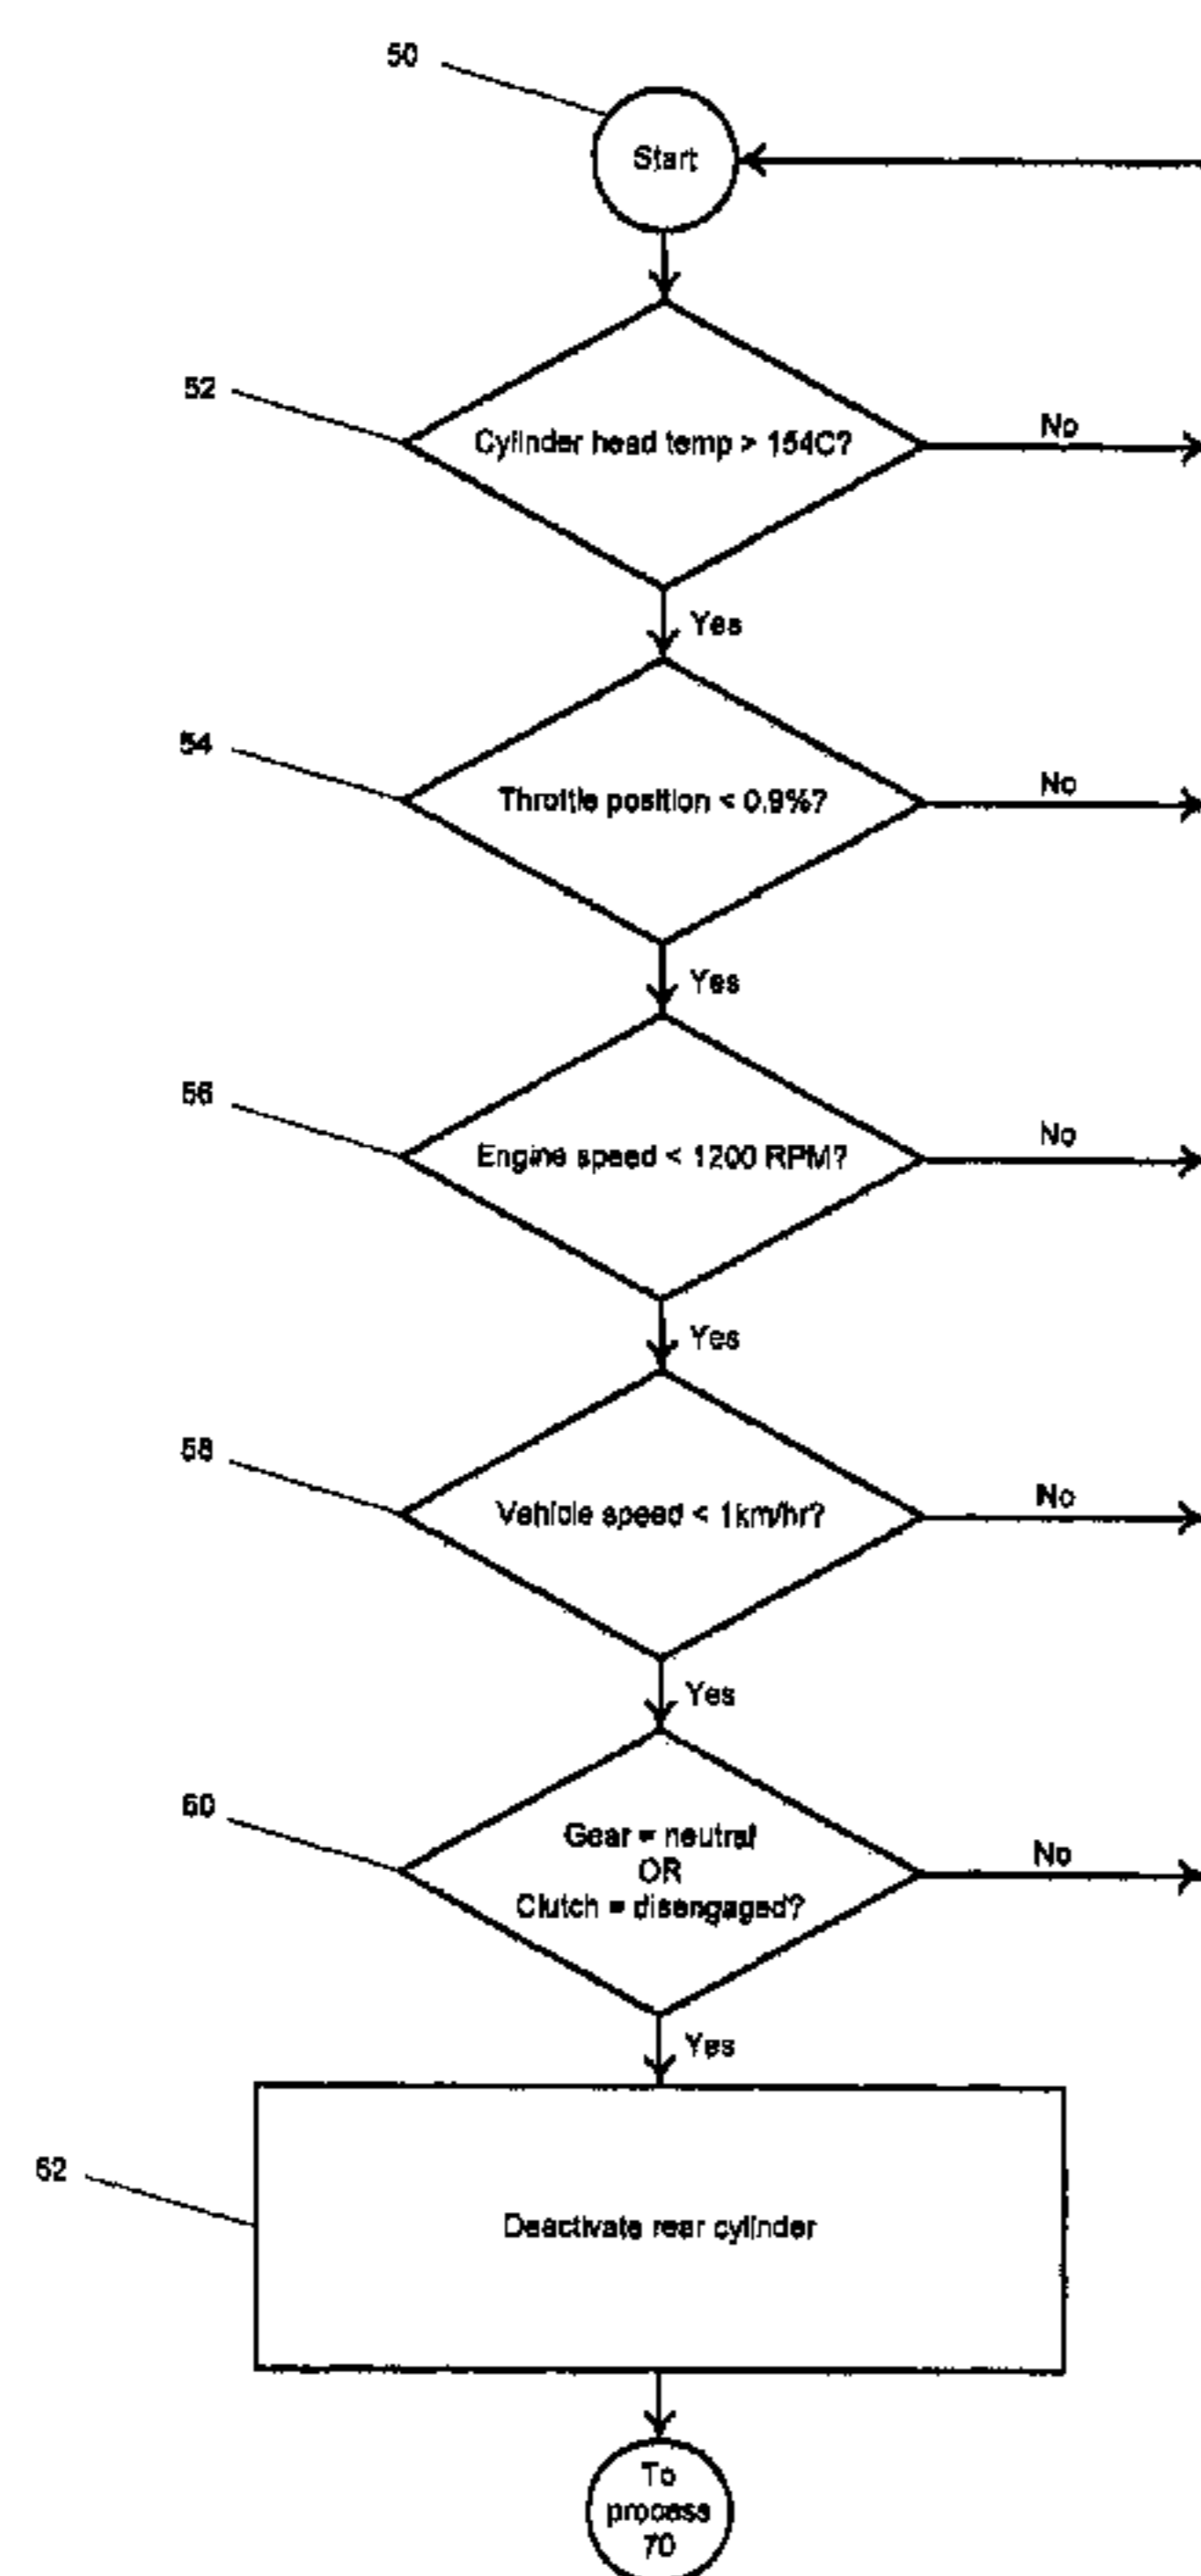 50
Start
52
Cylinder head temp > 154C?
No
Yes
54
Throttle position < 0.9%?
No
Yes
56
Engine speed < 1200 RPM?
No
Yes
58
Vehicle speed < 1km/hr?
No
Yes
60
Gear = neutral
OR
Clutch = disengaged?
No
Yes
62
Deactivate rear cylinder
To
process
70